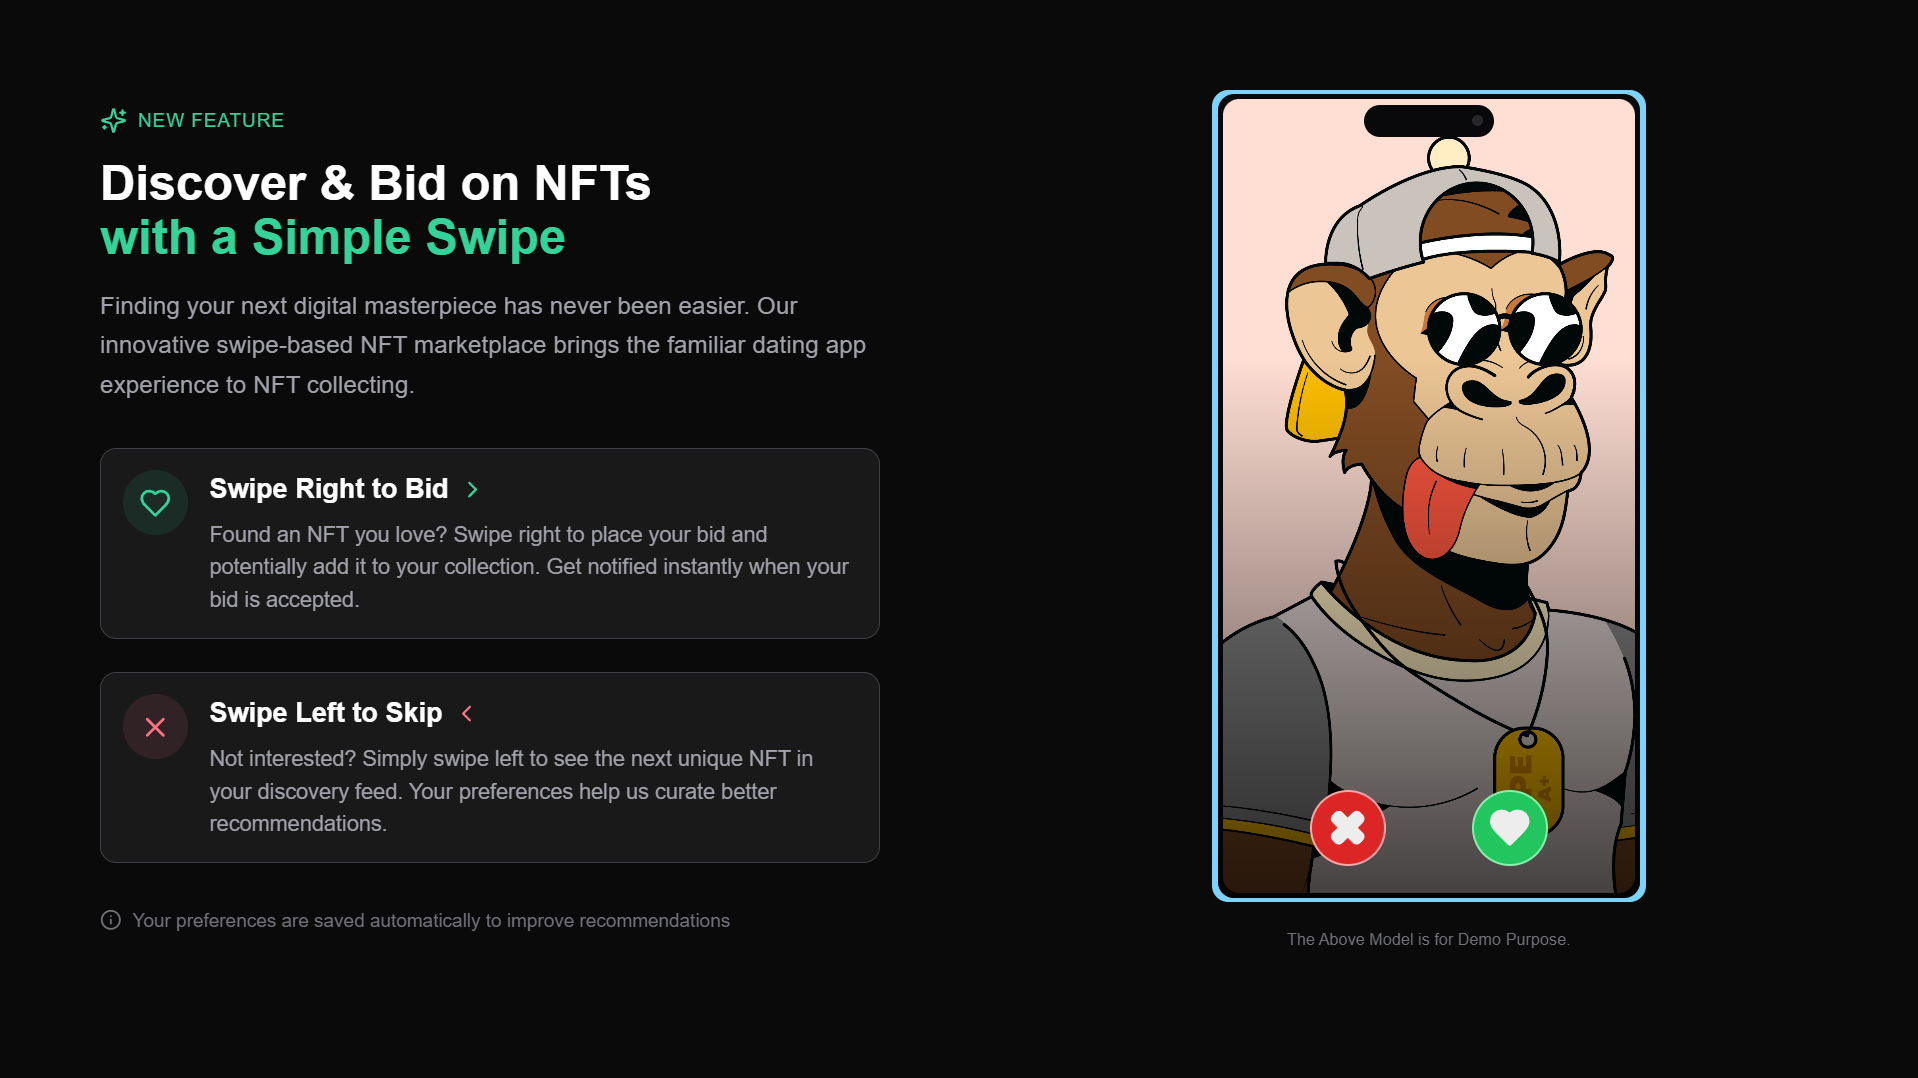 NEW FEATURE
Discover & Bid on NFTs
with a Simple Swipe
Finding your next digital masterpiece has never been easier. Our
innovative swipe-based NFT marketplace brings the familiar dating app
experience to NFT collecting.
Swipe Right to Bid
Found an NFT you love? Swipe right to place your bid and
potentially add it to your collection. Get notified instantly when your
bid is accepted.
Swipe Left to Skip
Not interested? Simply swipe left to see the next unique NFT in
your discovery feed. Your preferences help us curate better
recommendations.
Your preferences are saved automatically to improve recommendations
PE
A+
The Above Model is for Demo Purpose.